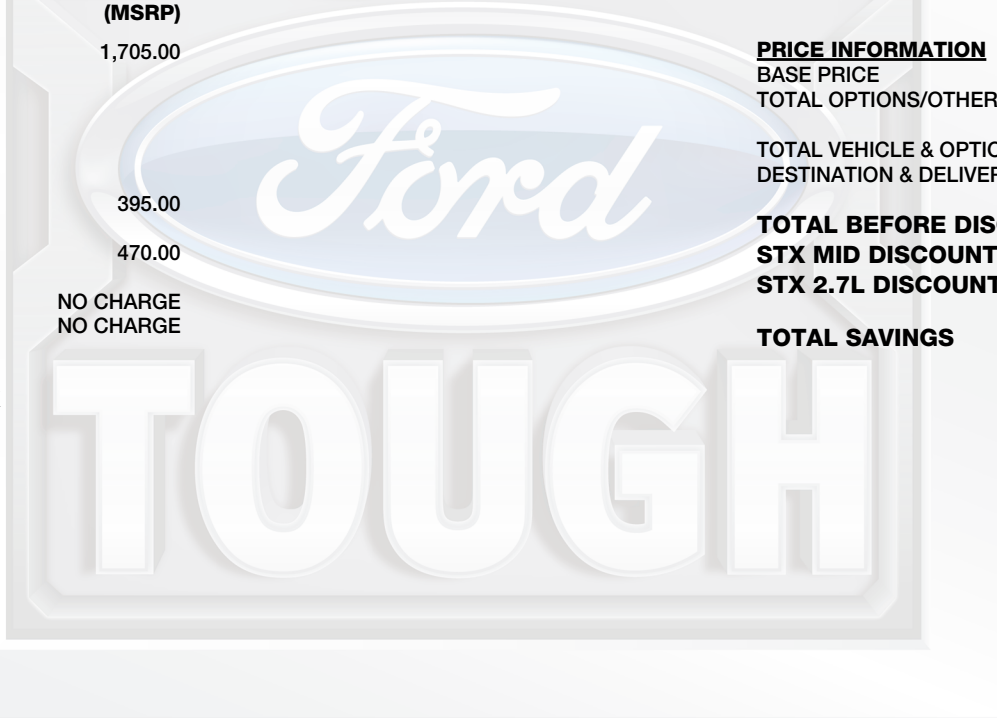 (MSRP)
1,705.00
395.00
470.00
NO CHARGE
NO CHARGE
PRICE INFORMATION
BASE PRICE
TOTAL OPTIONS/OTHER
TOTAL VEHICLE & OPTIO
DESTINATION & DELIVER
TOTAL BEFORE DIS
STX MID DISCOUNT
STX 2.7L DISCOUNT
TOTAL SAVINGS
Ford
TOUGH